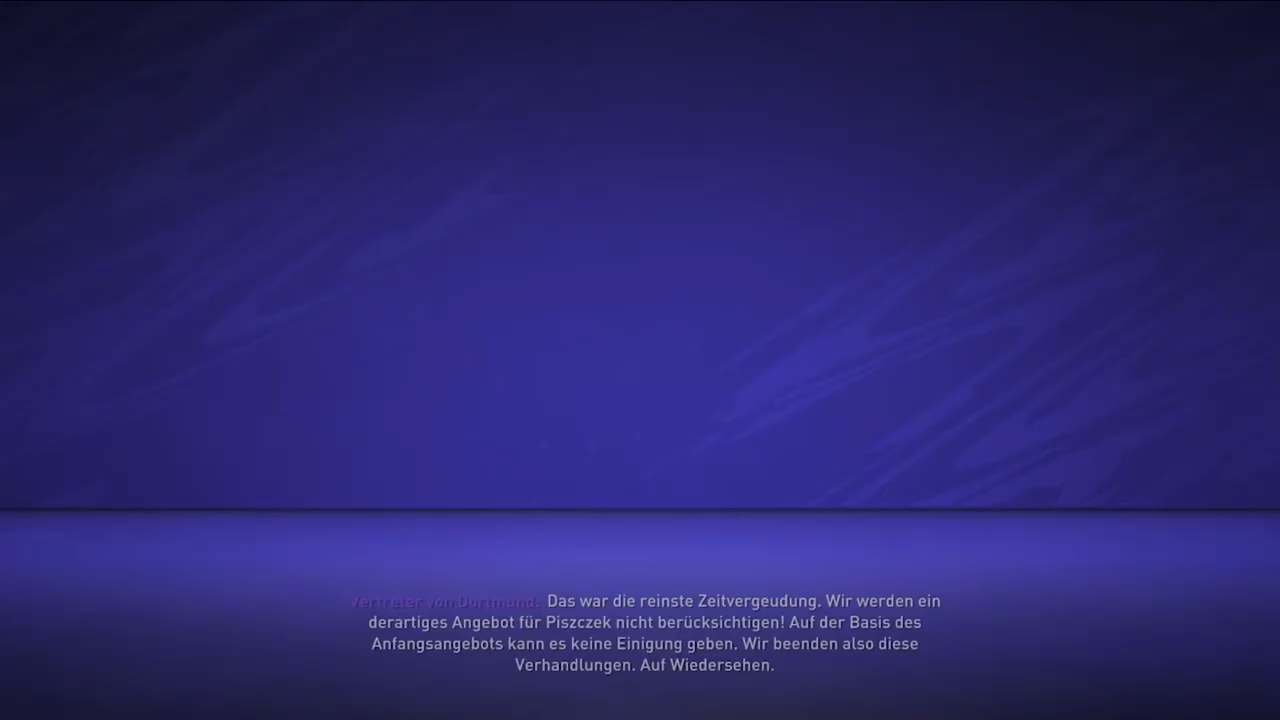 Vertreter von Dortmund: Das war die reinste Zeitvergeudung. Wir werden ein
derartiges Angebot für Piszczek nicht berücksichtigen! Auf der Basis des
Anfangsangebots kann es keine Einigung geben. Wir beenden also diese
Verhandlungen. Auf Wiedersehen.